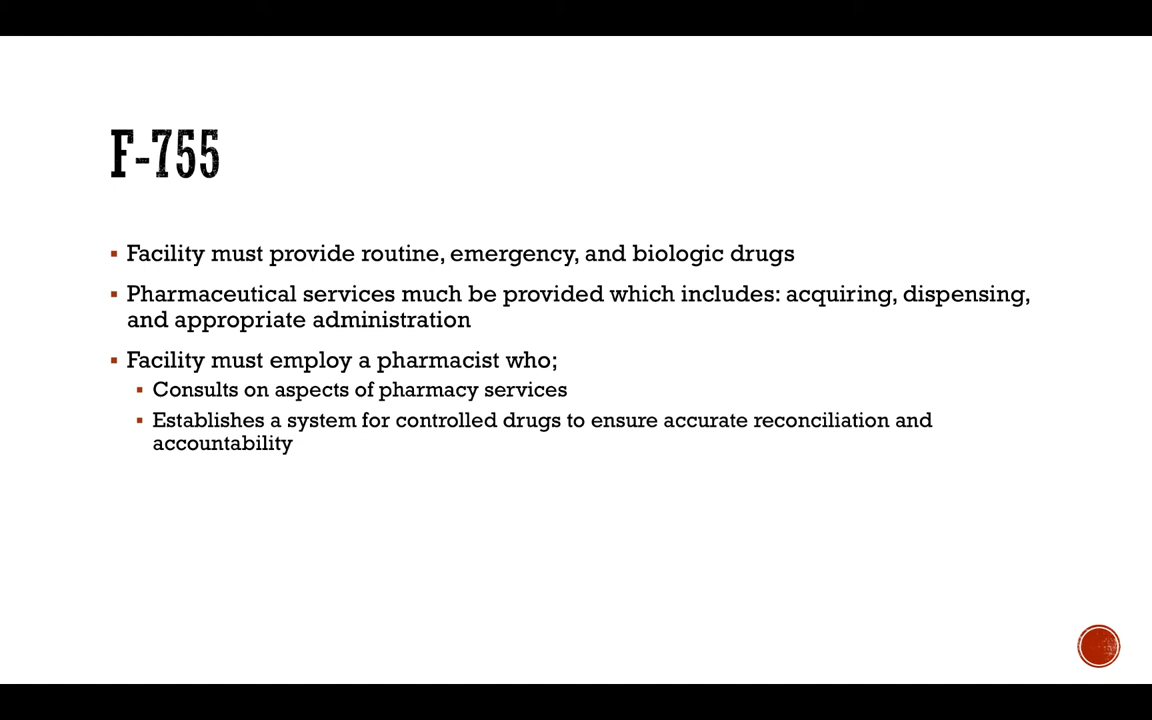 F-755
Facility must provide routine, emergency, and biologic drugs
Pharmaceutical services much be provided which includes: acquiring, dispensing,
and appropriate administration
Facility must employ a pharmacist who;
Consults on aspects of pharmacy services
Establishes a system for controlled drugs to ensure accurate reconciliation and
accountability